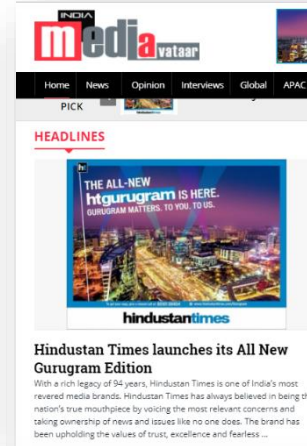 INDIA
media avataar
Home News Opinion Interviews Global APAC
PICK
HEADLINES
ht
THE ALL-NEW
htgurugram IS HERE.
GURUGRAM MATTERS. TO YOU. TO US.
hindustantimes
Hindustan Times launches its All New
Gurugram Edition
With a rich legacy of 94 years, Hindustan Times is one of India's most
revered media brands. Hindustan Times has always believed in being th
nation's true mouthpiece by voicing the most relevant concerns and
taking ownership of news and issues like no one does. The brand has
been upholding the values of trust, excellence and fearless ...